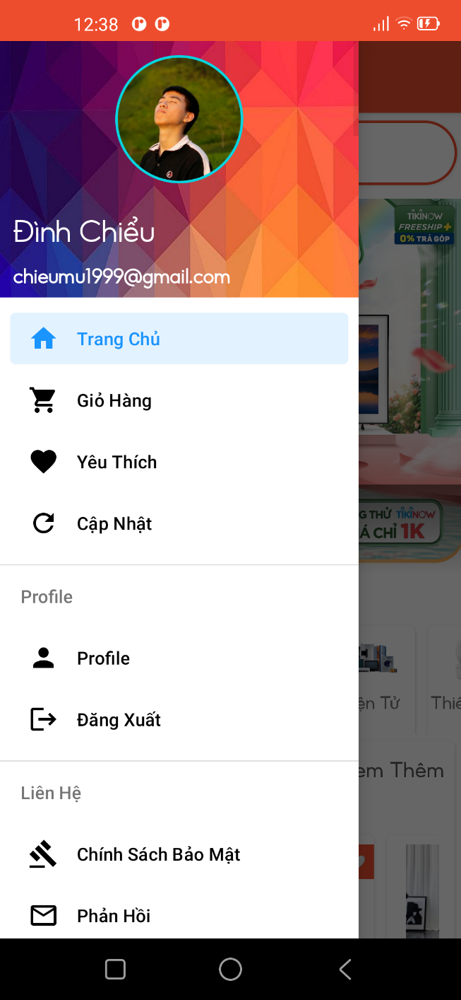 12:38
Đình Chiểu
chieumu1999@gmail.com
Trang Chủ
Giỏ Hàng
Yêu Thích
Cập Nhật
Profile
Profile
Đăng Xuất
Liên Hệ
Chính Sách Bảo Mật
Phản Hồi
TIKINOW
FREESHIP+
0% TRẢ GÓP
G THỬ TIKINOW
Á CHỈ 1K
ện Tử
Thiế
em Thêm